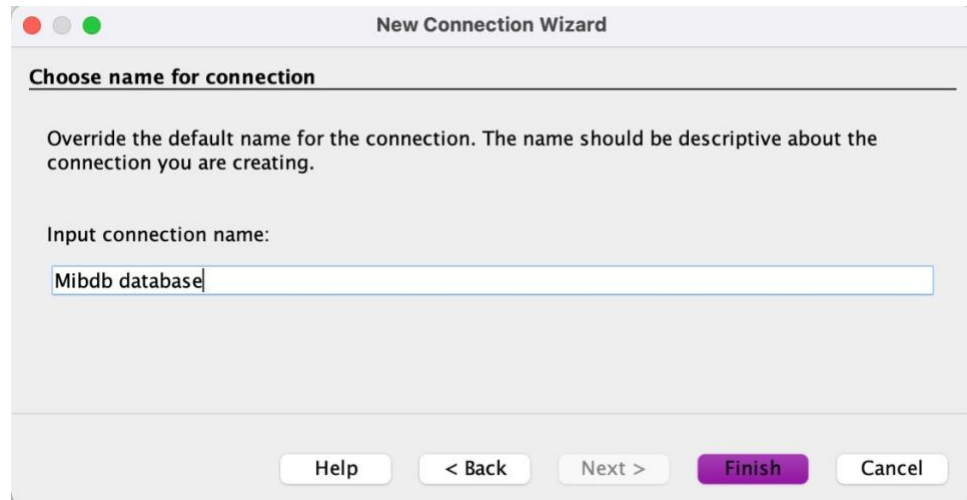 New Connection Wizard
Choose name for connection
Override the default name for the connection. The name should be descriptive about the
connection you are creating.
Input connection name:
Mibdb database
Help
< Back
Next >
Finish
Cancel